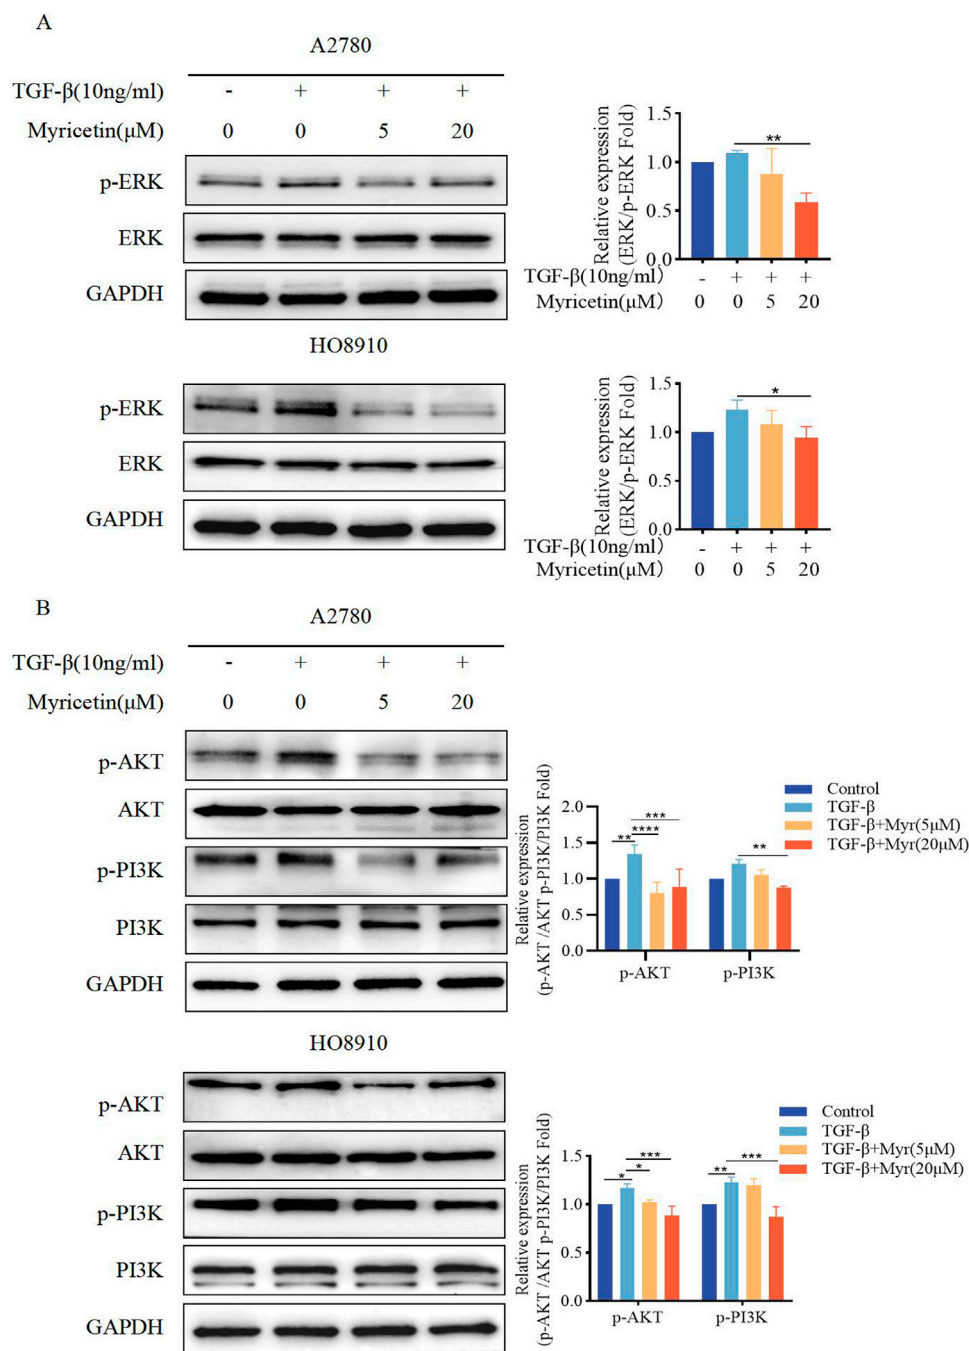 A
A2780
TGF-β(10ng/ml) - + + +
Myricetin(μM) 0 0 5 20
p-ERK
ERK
GAPDH
Relative expression
(ERK/p-ERK Fold)
1.5
1.0
0.5
0.0
**
TGF-β(10ng/ml) - + + +
Myricetin(μM) 0 0 5 20
HO8910
p-ERK
ERK
GAPDH
Relative expression
(ERK/p-ERK Fold)
1.5
1.0
0.5
0.0
*
TGF-β(10ng/ml) - + + +
Myricetin(μM) 0 0 5 20
B
A2780
TGF-β(10ng/ml) - + + +
Myricetin(μM) 0 0 5 20
p-AKT
AKT
p-PI3K
PI3K
GAPDH
Relative expression
(p-AKT /AKT p-PI3K/PI3K Fold)
2.0
1.5
1.0
0.5
0.0
** **** ***
**
p-AKT p-PI3K
Control
TGF-β
TGF-β+Myr(5μM)
TGF-β+Myr(20μM)
HO8910
p-AKT
AKT
p-PI3K
PI3K
GAPDH
Relative expression
(p-AKT /AKT p-PI3K/PI3K Fold)
1.5
1.0
0.5
0.0
* * ***
** ***
p-AKT p-PI3K
Control
TGF-β
TGF-β+Myr(5μM)
TGF-β+Myr(20μM)